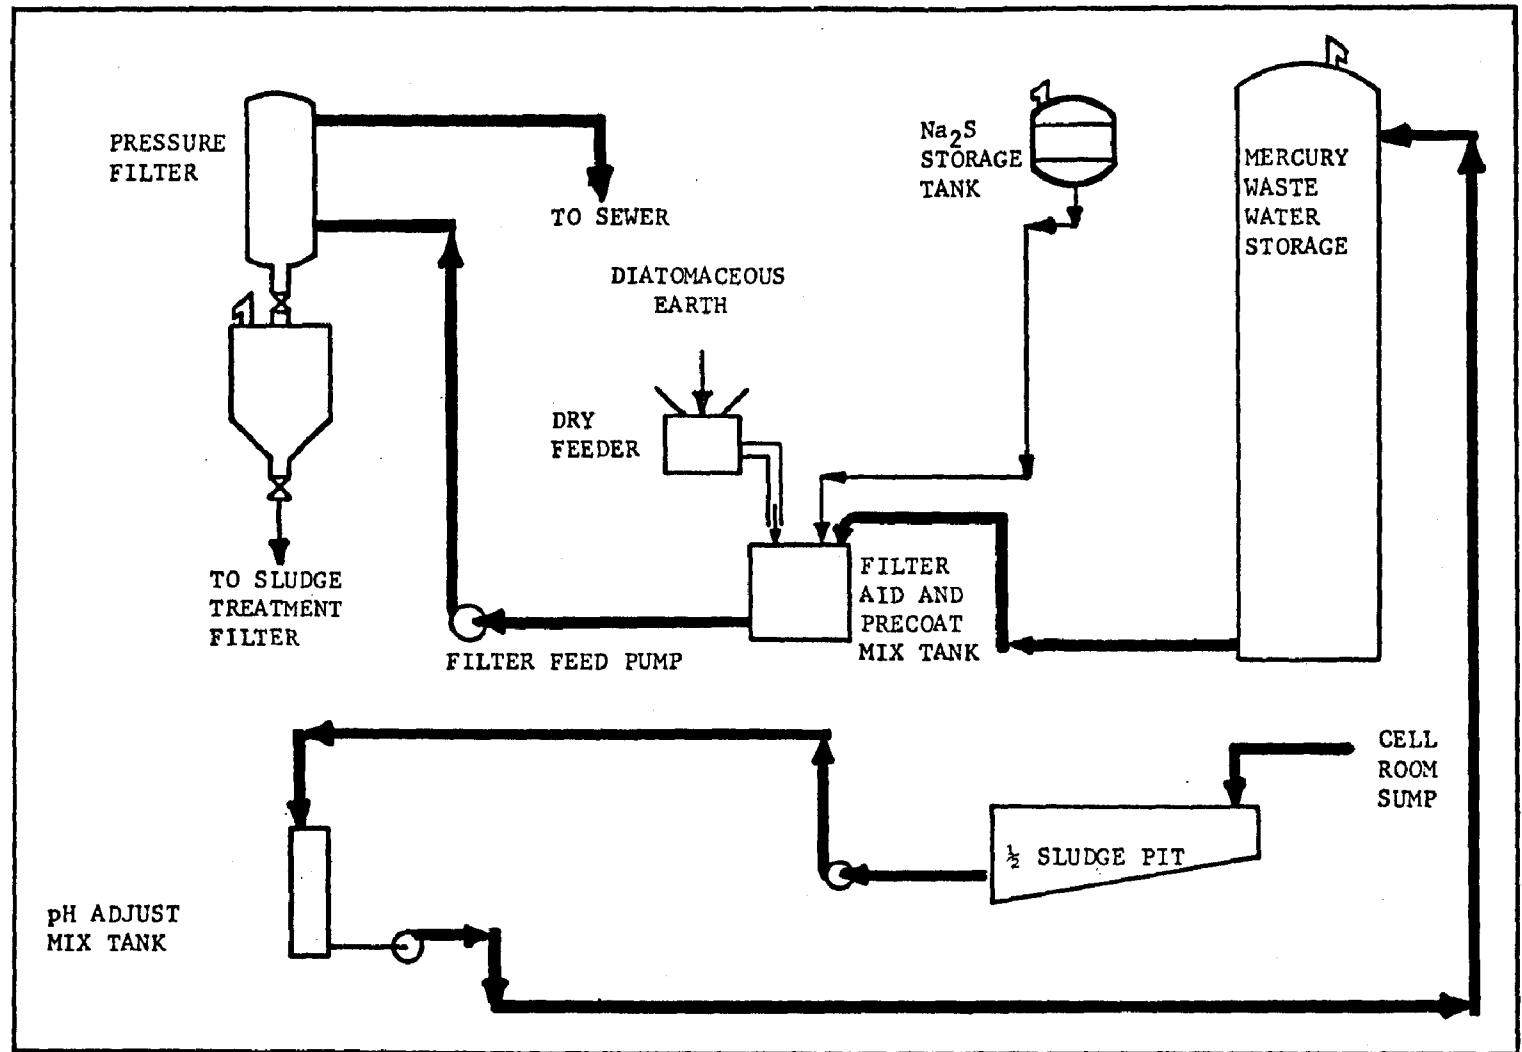 PRESSURE
FILTER
TO SEWER
Na₂S
STORAGE
TANK
MERCURY
WASTE
WATER
STORAGE
DIATOMACEOUS
EARTH
DRY
FEEDER
TO SLUDGE
TREATMENT
FILTER
FILTER FEED PUMP
FILTER
AID AND
PRECOAT
MIX TANK
CELL
ROOM
SUMP
½ SLUDGE PIT
pH ADJUST
MIX TANK